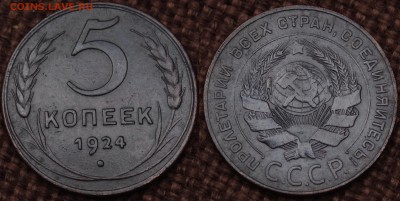 COINS.LAVE.RU
5
КОПЕЕК
1924
ПРОЛЕТАРИИ ВСЕХ СТРАН, СОЕДИНЯЙТЕСЬ!
С.С.С.Р.